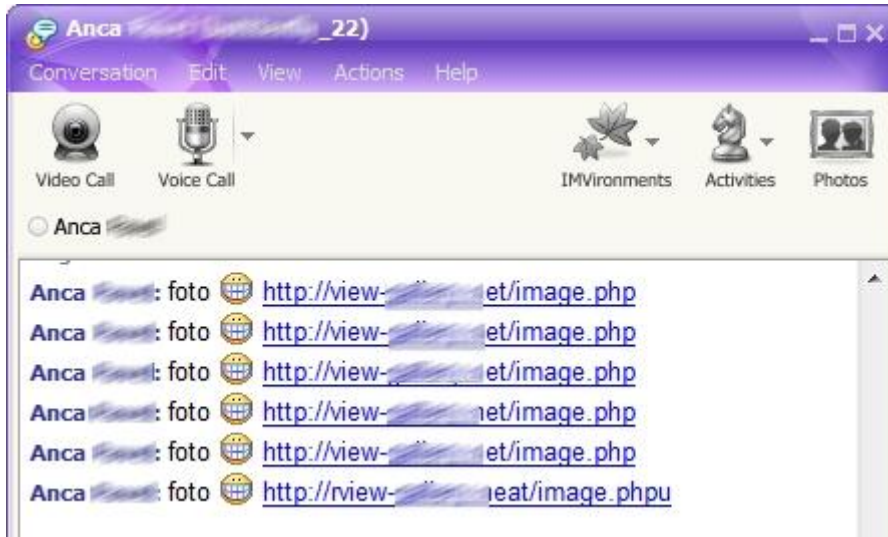 Anca _22)
Conversation Edit View Actions Help
Video Call Voice Call IMVironments Activities Photos
Anca
Anca : foto http://view- et/image.php
Anca : foto http://view- et/image.php
Anca : foto http://view- et/image.php
Anca : foto http://view- net/image.php
Anca : foto http://view- et/image.php
Anca : foto http://rview- neat/image.phpu